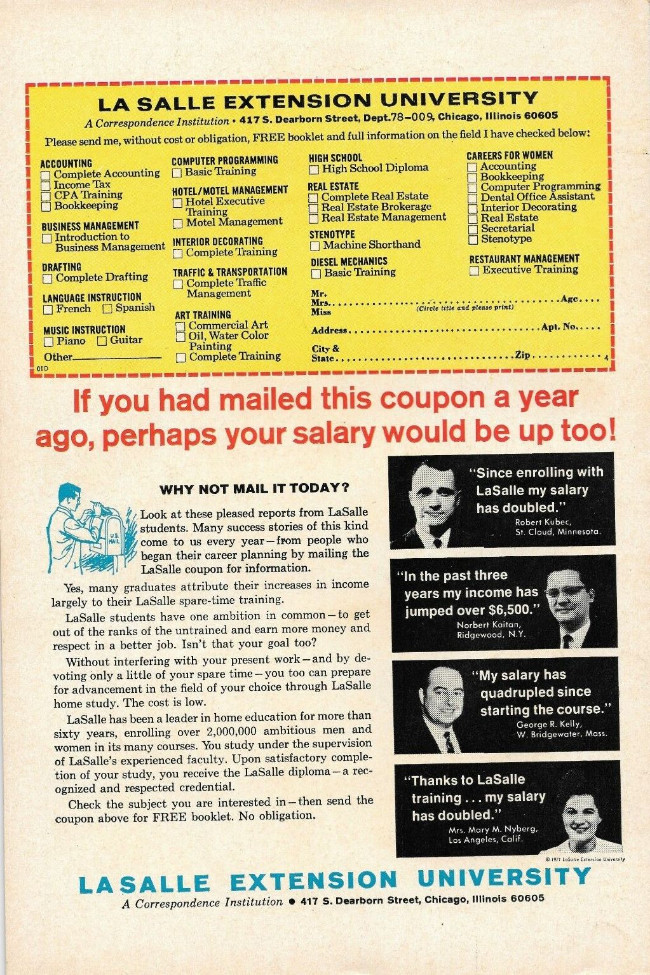 LA SALLE EXTENSION UNIVERSITY
A Correspondence Institution • 417 S. Dearborn Street, Dept.78-009, Chicago, Illinois 60605
Please send me, without cost or obligation, FREE booklet and full information on the field I have checked below:
ACCOUNTING
Complete Accounting
Income Tax
CPA Training
Bookkeeping
BUSINESS MANAGEMENT
Introduction to
Business Management
DRAFTING
Complete Drafting
LANGUAGE INSTRUCTION
French Spanish
MUSIC INSTRUCTION
Piano Guitar
Other
01D
COMPUTER PROGRAMMING
Basic Training
HOTEL/MOTEL MANAGEMENT
Hotel Executive
Training
Motel Management
INTERIOR DECORATING
Complete Training
TRAFFIC & TRANSPORTATION
Complete Traffic
Management
ART TRAINING
Commercial Art
Oil, Water Color
Painting
Complete Training
HIGH SCHOOL
High School Diploma
REAL ESTATE
Complete Real Estate
Real Estate Brokerage
Real Estate Management
STENOTYPE
Machine Shorthand
DIESEL MECHANICS
Basic Training
CAREERS FOR WOMEN
Accounting
Bookkeeping
Computer Programming
Dental Office Assistant
Interior Decorating
Real Estate
Secretarial
Stenotype
RESTAURANT MANAGEMENT
Executive Training
Mr.
Mrs. Age
Miss (Circle title and please print)
Address Apt. No.
City &
State Zip 4
If you had mailed this coupon a year
ago, perhaps your salary would be up too!
U.S.
MAIL
WHY NOT MAIL IT TODAY?
Look at these pleased reports from LaSalle
students. Many success stories of this kind
come to us every year—from people who
began their career planning by mailing the
LaSalle coupon for information.
Yes, many graduates attribute their increases in income
largely to their LaSalle spare-time training.
LaSalle students have one ambition in common—to get
out of the ranks of the untrained and earn more money and
respect in a better job. Isn't that your goal too?
Without interfering with your present work—and by de-
voting only a little of your spare time—you too can prepare
for advancement in the field of your choice through LaSalle
home study. The cost is low.
LaSalle has been a leader in home education for more than
sixty years, enrolling over 2,000,000 ambitious men and
women in its many courses. You study under the supervision
of LaSalle's experienced faculty. Upon satisfactory comple-
tion of your study, you receive the LaSalle diploma—a rec-
ognized and respected credential.
Check the subject you are interested in—then send the
coupon above for FREE booklet. No obligation.
"Since enrolling with
LaSalle my salary
has doubled."
Robert Kubec,
St. Cloud, Minnesota.
"In the past three
years my income has
jumped over $6,500."
Norbert Kaitan,
Ridgewood, N.Y.
"My salary has
quadrupled since
starting the course."
George R. Kelly,
W. Bridgewater, Mass.
"Thanks to LaSalle
training . . . my salary
has doubled."
Mrs. Mary M. Nyberg,
Los Angeles, Calif.
© 1971 LaSalle Extension University
LA SALLE EXTENSION UNIVERSITY
A Correspondence Institution • 417 S. Dearborn Street, Chicago, Illinois 60605